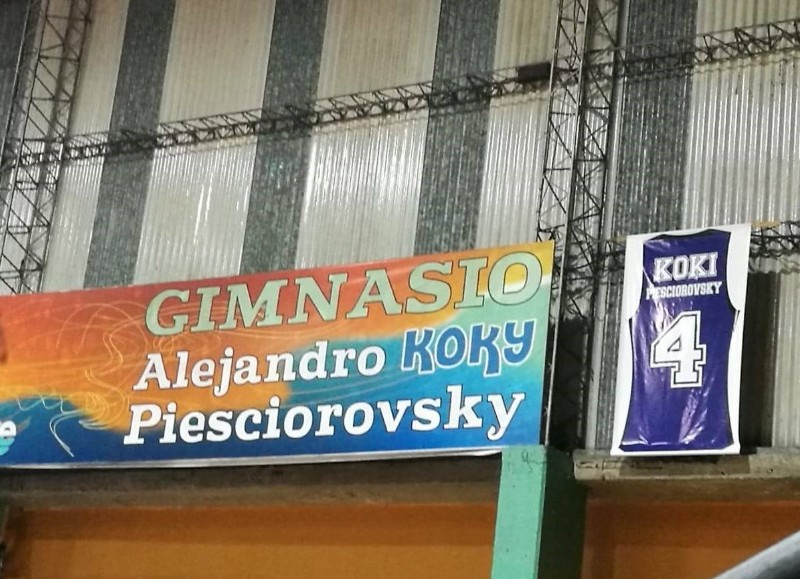 GIMNASIO
Alejandro KOKY
Piesciorovsky
KOKI
PIESCIOROVSKY
4